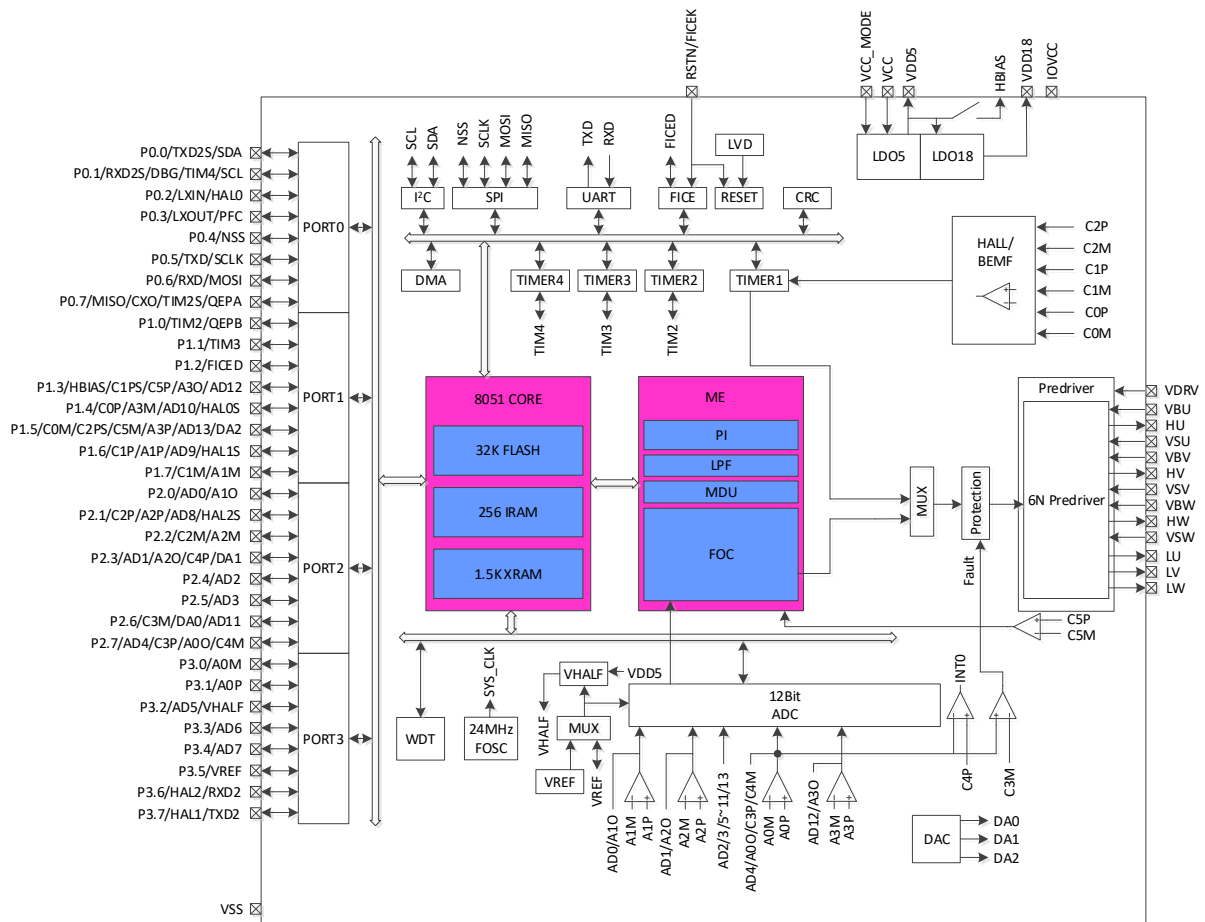 RSTN/FICEK
VCC_MODE
VCC
VDD5
HBIAS
VDD18
IOVCC
P0.0/TXD2S/SDA
P0.1/RXD2S/DBG/TIM4/SCL
P0.2/LXIN/HAL0
P0.3/LXOUT/PFC
P0.4/NSS
P0.5/TXD/SCLK
P0.6/RXD/MOSI
P0.7/MISO/CXO/TIM2S/QEPA
P1.0/TIM2/QEPB
P1.1/TIM3
P1.2/FICED
P1.3/HBIAS/C1PS/C5P/A3O/AD12
P1.4/C0P/A3M/AD10/HAL0S
P1.5/C0M/C2PS/C5M/A3P/AD13/DA2
P1.6/C1P/A1P/AD9/HAL1S
P1.7/C1M/A1M
P2.0/AD0/A1O
P2.1/C2P/A2P/AD8/HAL2S
P2.2/C2M/A2M
P2.3/AD1/A2O/C4P/DA1
P2.4/AD2
P2.5/AD3
P2.6/C3M/DA0/AD11
P2.7/AD4/C3P/A0O/C4M
P3.0/A0M
P3.1/A0P
P3.2/AD5/VHALF
P3.3/AD6
P3.4/AD7
P3.5/VREF
P3.6/HAL2/RXD2
P3.7/HAL1/TXD2
VSS
PORT0
PORT1
PORT2
PORT3
SCL
SDA
NSS
SCLK
MOSI
MISO
TXD
RXD
FICED
LVD
I²C
SPI
UART
FICE
RESET
CRC
DMA
TIMER4
TIMER3
TIMER2
TIMER1
TIM4
TIM3
TIM2
LDO5
LDO18
HALL/
BEMF
C2P
C2M
C1P
C1M
C0P
C0M
8051 CORE
32K FLASH
256 IRAM
1.5K XRAM
ME
PI
LPF
MDU
FOC
MUX
Protection
Fault
Predriver
6N Predriver
VDRV
VBU
HU
VSU
VBV
HV
VSV
VBW
HW
VSW
LU
LV
LW
C5P
C5M
WDT
SYS_CLK
24MHz
FOSC
VHALF
VDD5
VHALF
MUX
VREF
VREF
12Bit
ADC
INT0
C4P
C3M
AD0/A1O
A1M
A1P
AD1/A2O
A2M
A2P
AD2/3/5~11/13
AD4/A0O/C3P/C4M
A0M
A0P
AD12/A3O
A3M
A3P
DAC
DA0
DA1
DA2